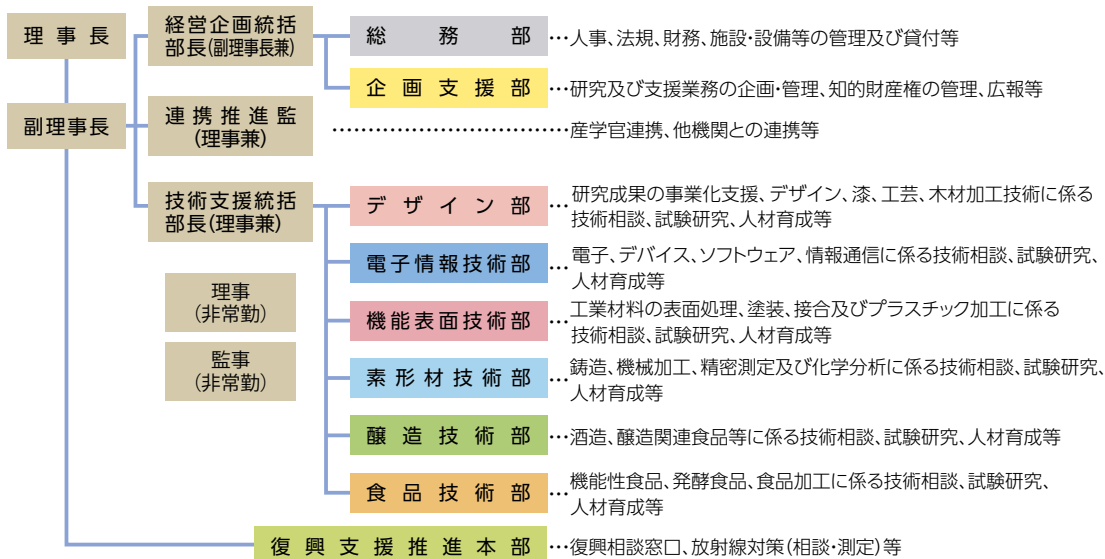 理事長
副理事長
経営企画統括
部長(副理事長兼)
連携推進監
(理事兼)
技術支援統括
部長(理事兼)
理事
(非常勤)
監事
(非常勤)
総務部
…人事、法規、財務、施設・設備等の管理及び貸付等
企画支援部
…研究及び支援業務の企画・管理、知的財産権の管理、広報等
……………………………産学官連携、他機関との連携等
デザイン部
…研究成果の事業化支援、デザイン、漆、工芸、木材加工技術に係る
技術相談、試験研究、人材育成等
電子情報技術部
…電子、デバイス、ソフトウェア、情報通信に係る技術相談、試験研究、
人材育成等
機能表面技術部
…工業材料の表面処理、塗装、接合及びプラスチック加工に係る
技術相談、試験研究、人材育成等
素形材技術部
…鋳造、機械加工、精密測定及び化学分析に係る技術相談、試験研究、
人材育成等
醸造技術部
…酒造、醸造関連食品等に係る技術相談、試験研究、人材育成等
食品技術部
…機能性食品、発酵食品、食品加工に係る技術相談、試験研究、
人材育成等
復興支援推進本部
…復興相談窓口、放射線対策(相談・測定)等